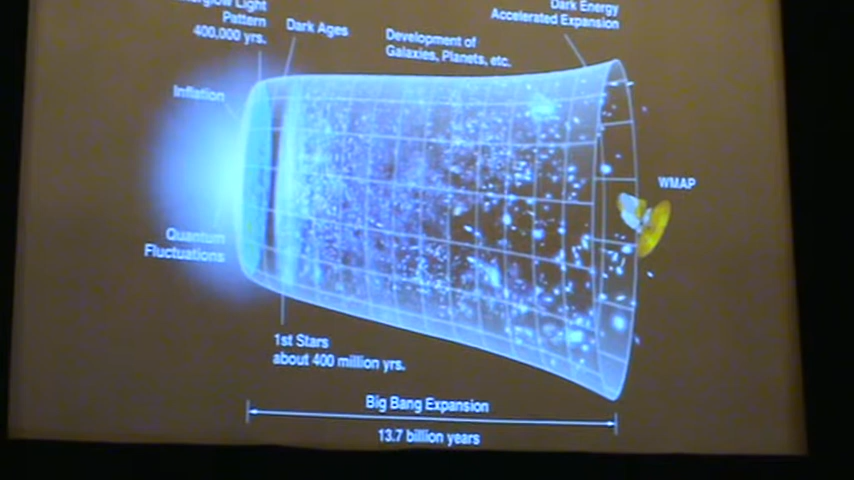 Light
Pattern
400,000 yrs.
Dark Ages
Development of
Galaxies, Planets, etc.
Dark Energy
Accelerated Expansion
Inflation
WMAP
Quantum
Fluctuations
1st Stars
about 400 million yrs.
Big Bang Expansion
13.7 billion years